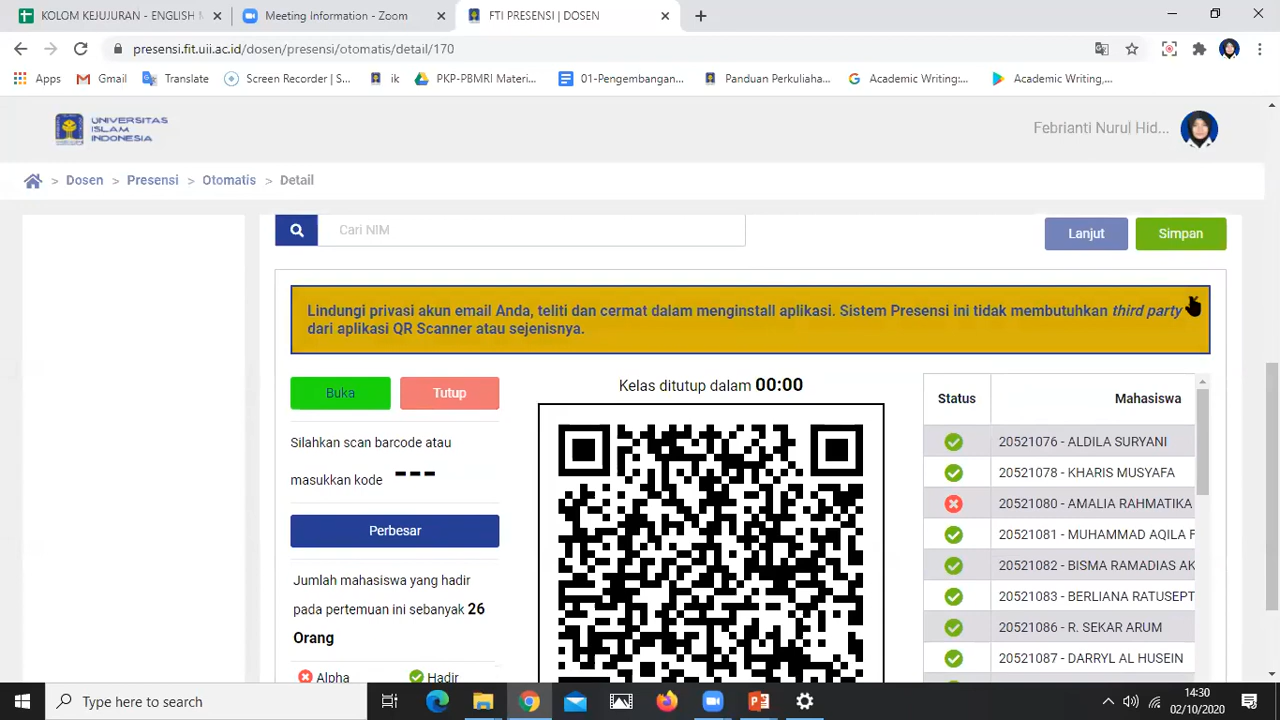 KOLOM KEJUJURAN - ENGLISH M
Meeting Information - Zoom
FTI PRESENSI | DOSEN
presensi.fit.uii.ac.id/dosen/presensi/otomatis/detail/170
Apps
Gmail
Translate
Screen Recorder | S...
ik
PKP-PBMRI Materi...
01-Pengembangan...
Panduan Perkuliaha...
Academic Writing:...
Academic Writing,...
UNIVERSITAS
ISLAM
INDONESIA
Febrianti Nurul Hid...
> Dosen > Presensi > Otomatis > Detail
Cari NIM
Lanjut
Simpan
Lindungi privasi akun email Anda, teliti dan cermat dalam menginstall aplikasi. Sistem Presensi ini tidak membutuhkan third party
dari aplikasi QR Scanner atau sejenisnya.
Buka
Tutup
Silahkan scan barcode atau
masukkan kode ---
Perbesar
Jumlah mahasiswa yang hadir
pada pertemuan ini sebanyak 26
Orang
Alpha
Hadir
Kelas ditutup dalam 00:00
Status Mahasiswa
20521076 - ALDILA SURYANI
20521078 - KHARIS MUSYAFA
20521080 - AMALIA RAHMATIKA
20521081 - MUHAMMAD AQILA F
20521082 - BISMA RAMADIAS AK
20521083 - BERLIANA RATUSEPT
20521086 - R. SEKAR ARUM
20521087 - DARRYL AL HUSEIN
Type here to search
14:30
02/10/2020